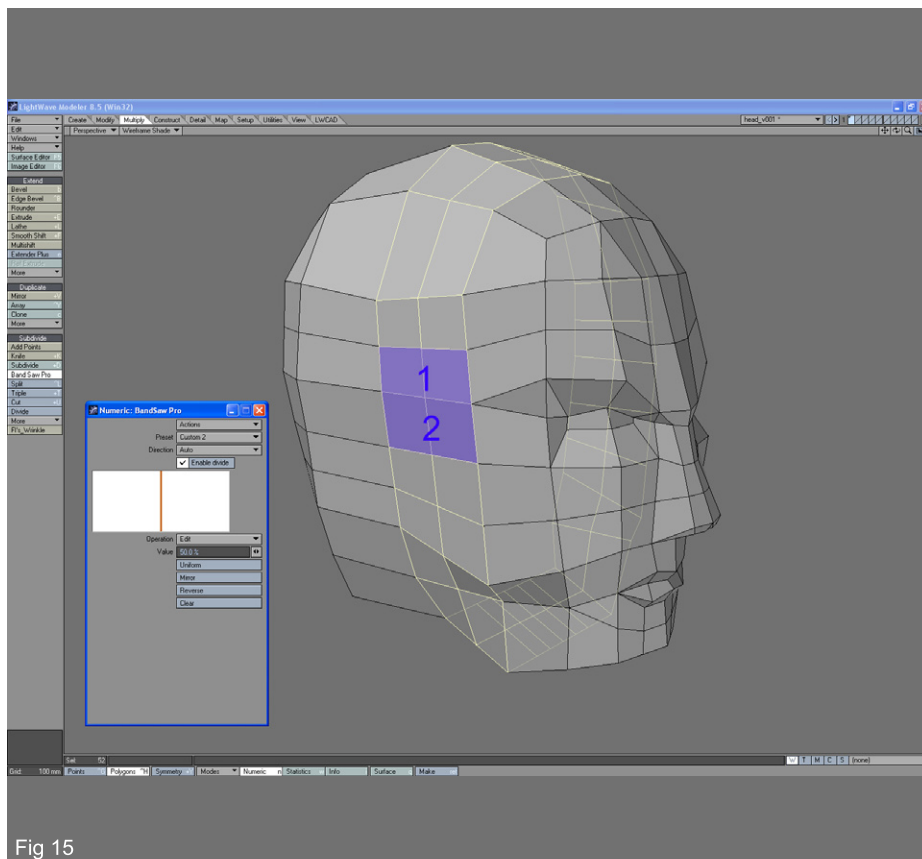 LightWave Modeler 8.5 (Win32)
File
Create Modify Multiply Construct Detail Map Setup Utilities View LWCAD
head_v001 *
Edit
Perspective Wireframe Shade
Windows
Help
Surface Editor
Image Editor
Extend
Bevel
Edge Bevel
Rounder
Extrude
Lathe
Smooth Shift
Multishift
Extender Plus
More
Duplicate
Mirror
Array
Clone
More
Subdivide
Add Points
Knife
Subdivide
Band Saw Pro
Split
Triple
Cut
Divide
More
FI's_Wrinkle
1
2
Numeric: BandSaw Pro
Actions
Preset Custom 2
Direction Auto
Enable divide
Operation Edit
Value 50.0 %
Uniform
Mirror
Reverse
Clear
Sel: 52
W T M C S (none)
Grid: 100 mm Points Polygons ^H Symmetry Modes Numeric n Statistics Info Surface Make
Fig 15